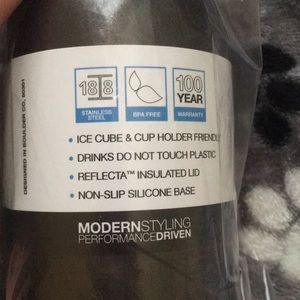 DESIGNED IN BOULDER CO, 80301
18 8
STAINLESS
STEEL
BPA FREE
100
YEAR
WARRANTY
• ICE CUBE & CUP HOLDER FRIENDLY
• DRINKS DO NOT TOUCH PLASTIC
• REFLECTA™ INSULATED LID
• NON-SLIP SILICONE BASE
MODERNSTYLING
PERFORMANCEDRIVEN